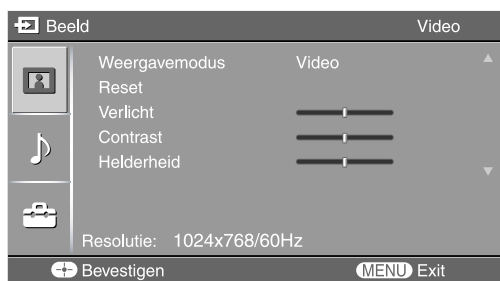 Beeld Video
Weergavemodus Video
Reset
Verlicht
Contrast
Helderheid
Resolutie: 1024x768/60Hz
Bevestigen MENU Exit